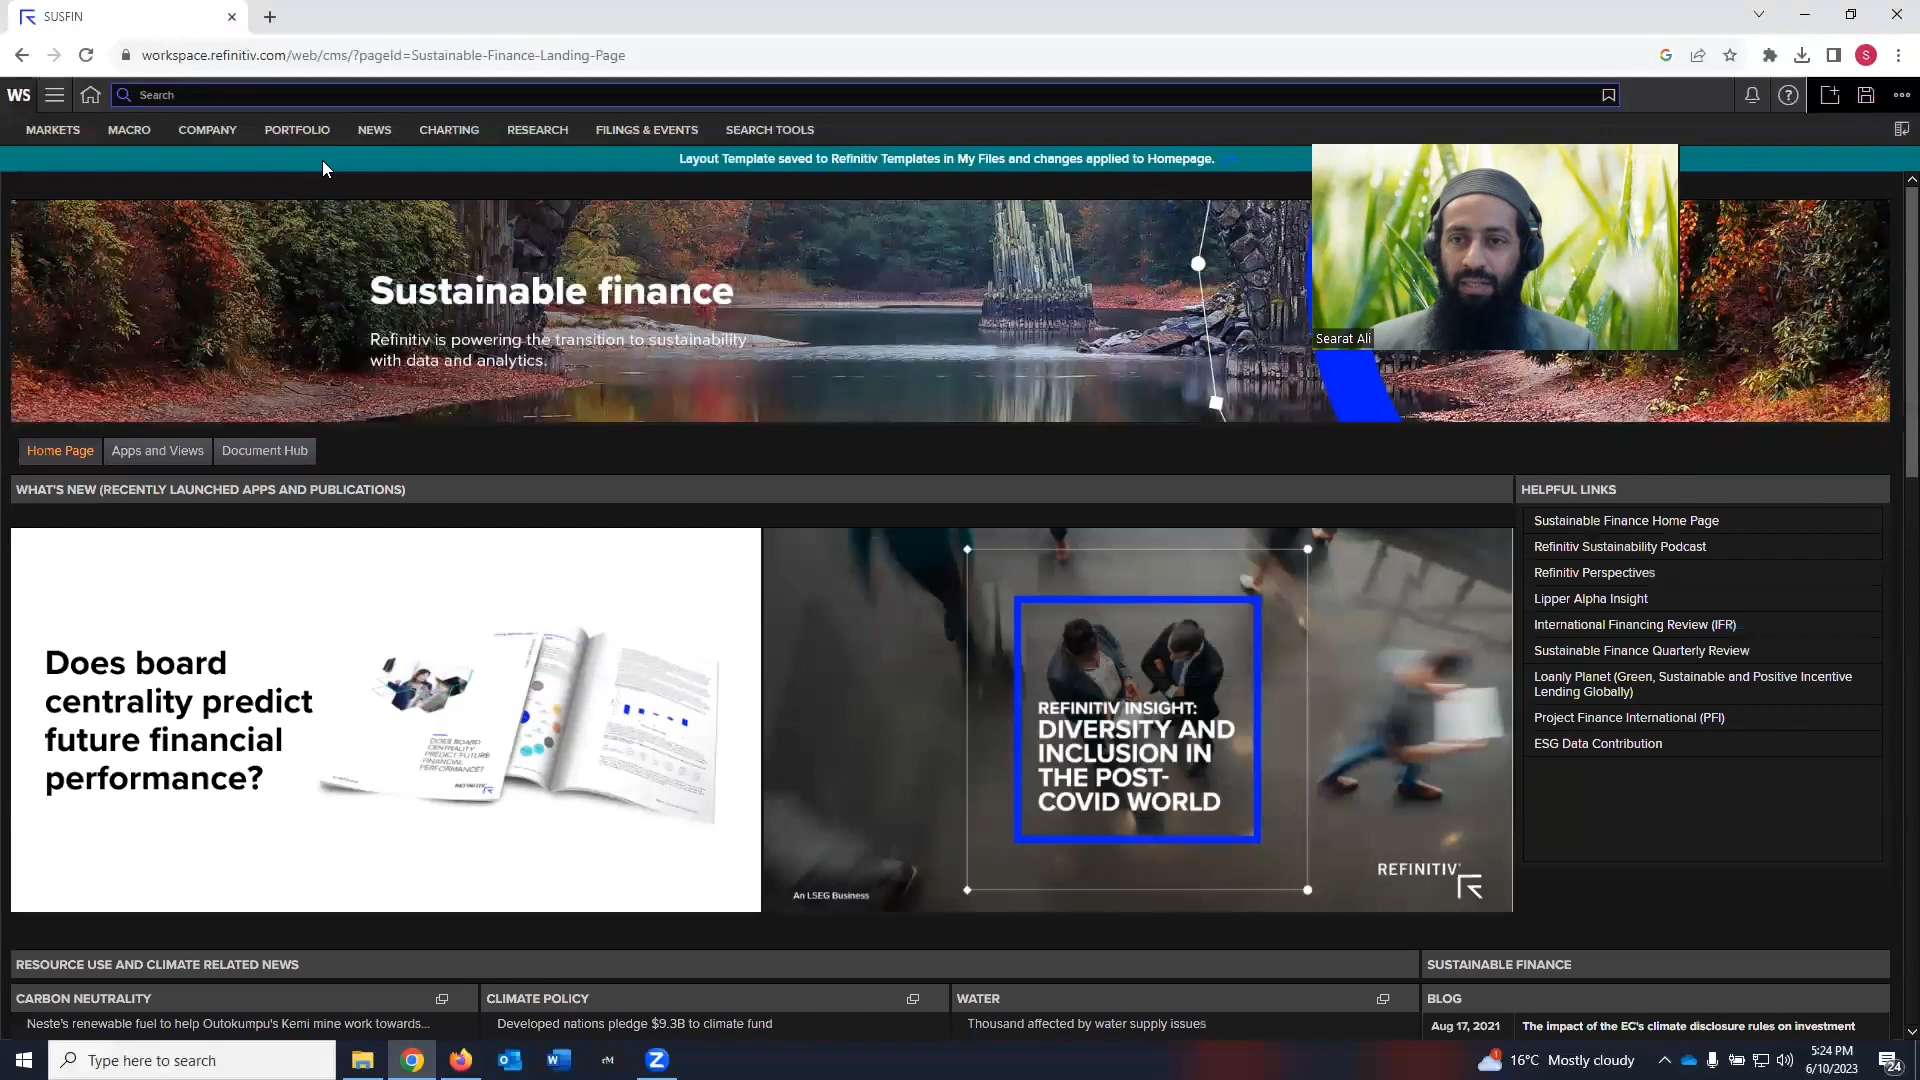 SUSFIN
workspace.refinitiv.com/web/cms/?pageId=Sustainable-Finance-Landing-Page
S
WS
Search
MARKETS MACRO COMPANY PORTFOLIO NEWS CHARTING RESEARCH FILINGS & EVENTS SEARCH TOOLS
Layout Template saved to Refinitiv Templates in My Files and changes applied to Homepage.
Sustainable finance
Refinitiv is powering the transition to sustainability
with data and analytics.
Searat Ali
Home Page Apps and Views Document Hub
WHAT'S NEW (RECENTLY LAUNCHED APPS AND PUBLICATIONS)
Does board
centrality predict
future financial
performance?
DOES BOARD
CENTRALITY
PREDICT FUTURE
FINANCIAL
PERFORMANCE?
REFINITIV
REFINITIV INSIGHT:
DIVERSITY AND
INCLUSION IN
THE POST-
COVID WORLD
An LSEG Business
REFINITIV
HELPFUL LINKS
Sustainable Finance Home Page
Refinitiv Sustainability Podcast
Refinitiv Perspectives
Lipper Alpha Insight
International Financing Review (IFR)
Sustainable Finance Quarterly Review
Loanly Planet (Green, Sustainable and Positive Incentive
Lending Globally)
Project Finance International (PFI)
ESG Data Contribution
RESOURCE USE AND CLIMATE RELATED NEWS
CARBON NEUTRALITY
Neste's renewable fuel to help Outokumpu's Kemi mine work towards...
CLIMATE POLICY
Developed nations pledge $9.3B to climate fund
WATER
Thousand affected by water supply issues
SUSTAINABLE FINANCE
BLOG
Aug 17, 2021 The impact of the EC's climate disclosure rules on investment
Type here to search
rM
16°C Mostly cloudy
5:24 PM
6/10/2023
24